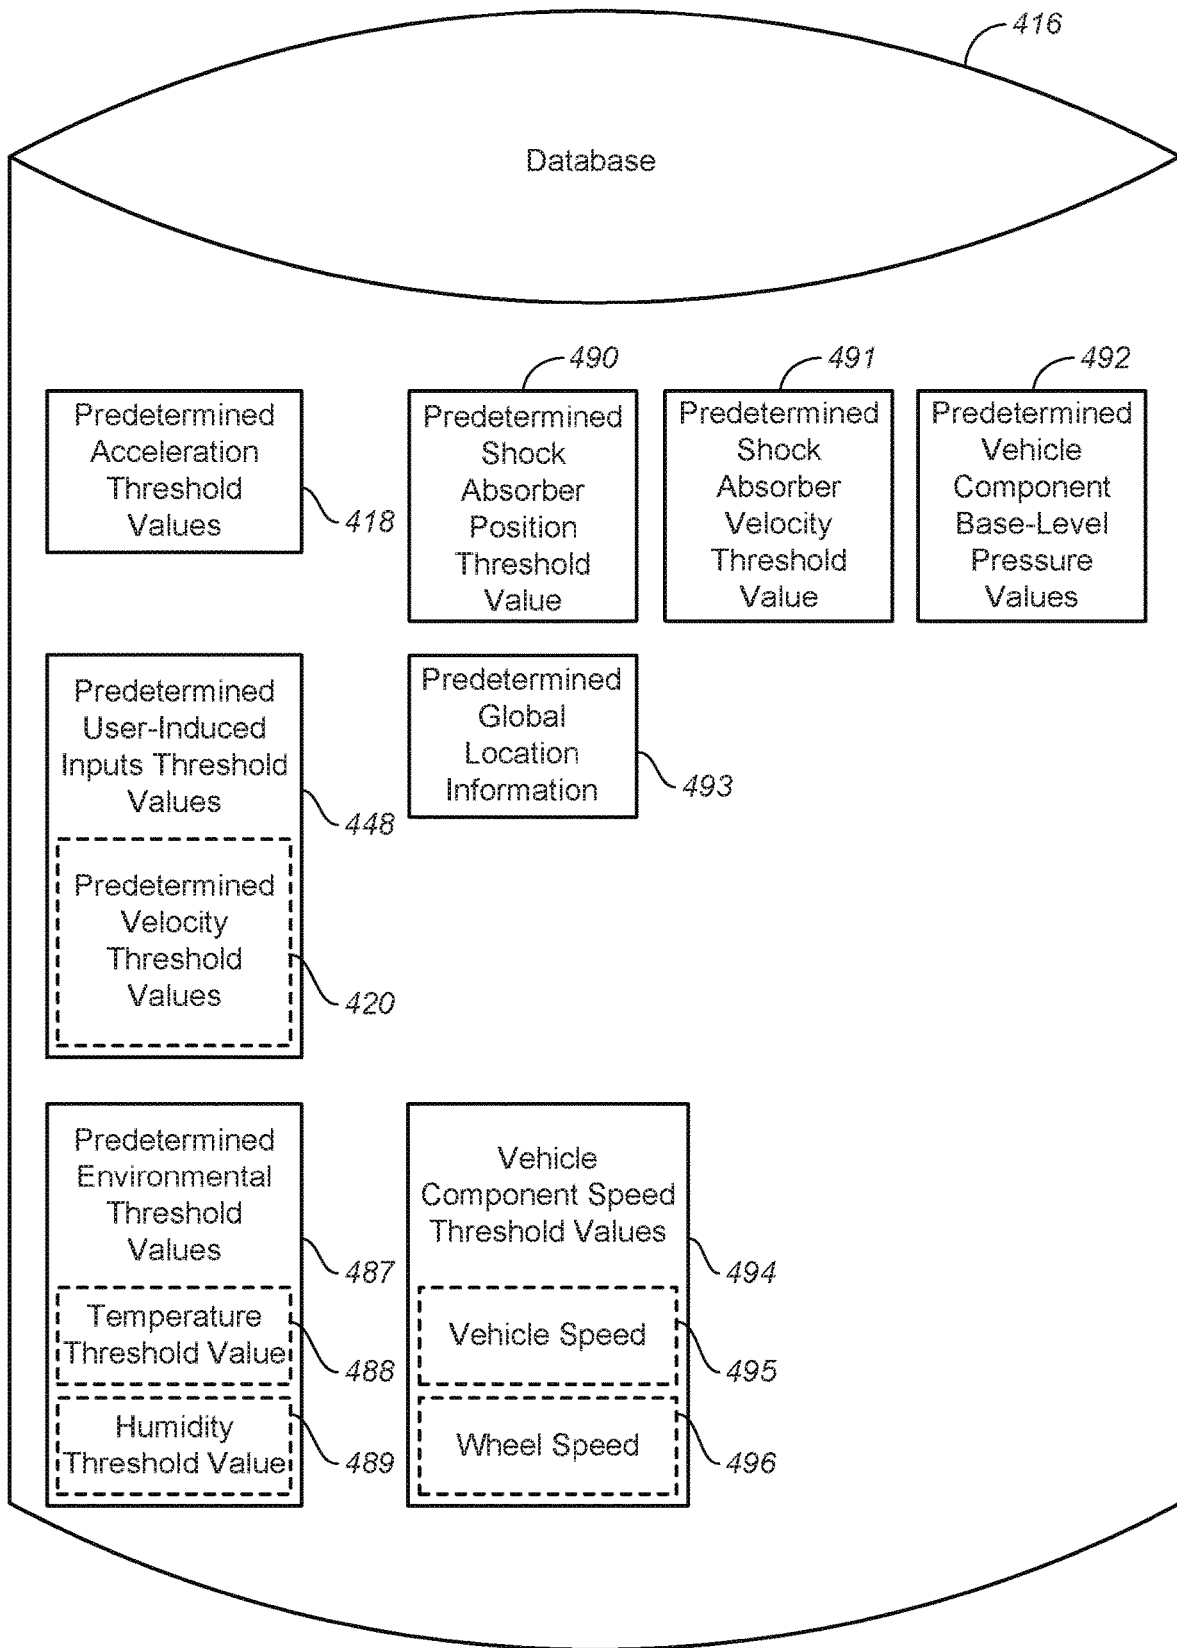 416
Database
Predetermined
Acceleration
Threshold
Values
418
490
Predetermined
Shock
Absorber
Position
Threshold
Value
491
Predetermined
Shock
Absorber
Velocity
Threshold
Value
492
Predetermined
Vehicle
Component
Base-Level
Pressure
Values
Predetermined
User-Induced
Inputs Threshold
Values
448
Predetermined
Velocity
Threshold
Values
420
Predetermined
Global
Location
Information
493
Predetermined
Environmental
Threshold
Values
487
Temperature
Threshold Value
488
Humidity
Threshold Value
489
Vehicle
Component Speed
Threshold Values
494
Vehicle Speed
495
Wheel Speed
496